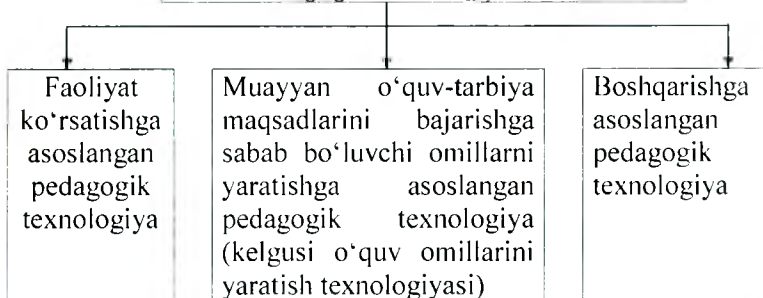 Faoliyat
ko‘rsatishga
asoslangan
pedagogik
texnologiya
Muayyan o‘quv-tarbiya
maqsadlarini bajarishga
sabab bo‘luvchi omillarni
yaratishga asoslangan
pedagogik texnologiya
(kelgusi o‘quv omillarini
yaratish texnologiyasi)
Boshqarishga
asoslangan
pedagogik
texnologiya